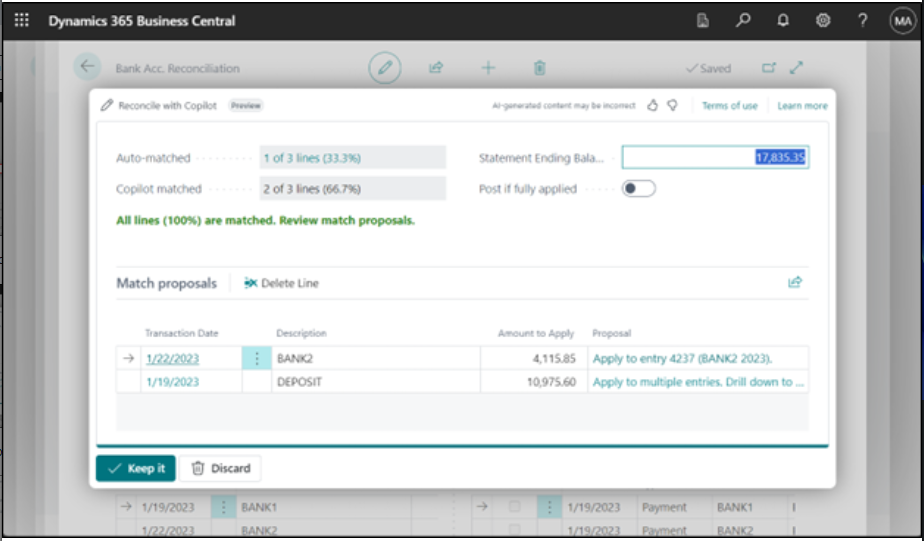 Dynamics 365 Business Central
MA
Bank Acc. Reconciliation
Saved
Reconcile with Copilot Preview AI-generated content may be incorrect Terms of use Learn more
Auto-matched 1 of 3 lines (33.3%) Statement Ending Bala... 17,835.35
Copilot matched 2 of 3 lines (66.7%) Post if fully applied
All lines (100%) are matched. Review match proposals.
Match proposals Delete Line
Transaction Date Description Amount to Apply Proposal
1/22/2023 BANK2 4,115.85 Apply to entry 4237 (BANK2 2023).
1/19/2023 DEPOSIT 10,975.60 Apply to multiple entries. Drill down to ...
Keep it Discard
1/19/2023 BANK1 1/19/2023 Payment BANK1
1/22/2023 BANK2 1/19/2023 Payment BANK2